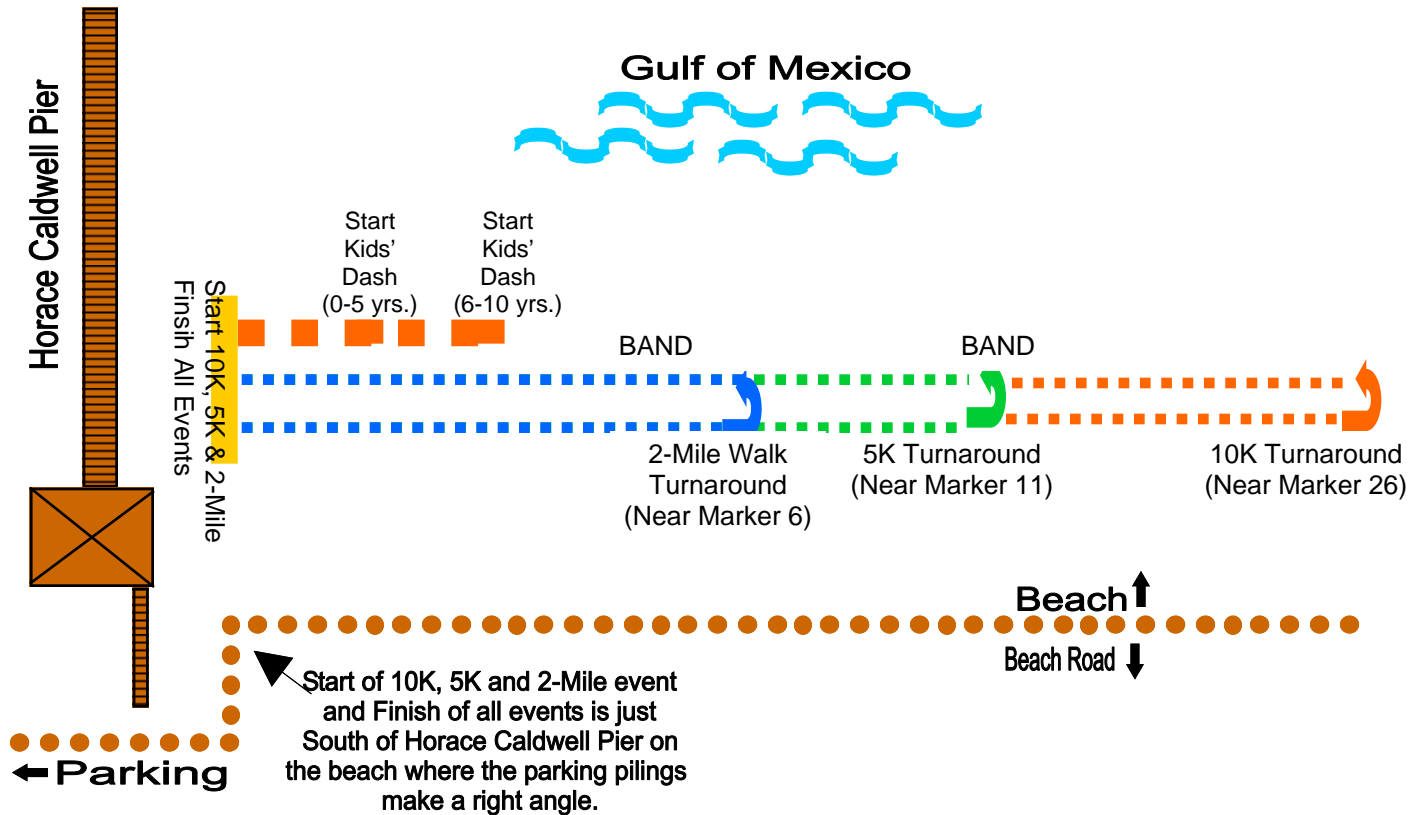 Gulf of Mexico
Horace Caldwell Pier
Start
Kids'
Dash
(0-5 yrs.)
Start
Kids'
Dash
(6-10 yrs.)
Start 10K, 5K & 2-Mile
Finsih All Events
BAND
BAND
2-Mile Walk
Turnaround
(Near Marker 6)
5K Turnaround
(Near Marker 11)
10K Turnaround
(Near Marker 26)
Beach
Beach Road
Start of 10K, 5K and 2-Mile event
and Finish of all events is just
South of Horace Caldwell Pier on
the beach where the parking pilings
make a right angle.
Parking